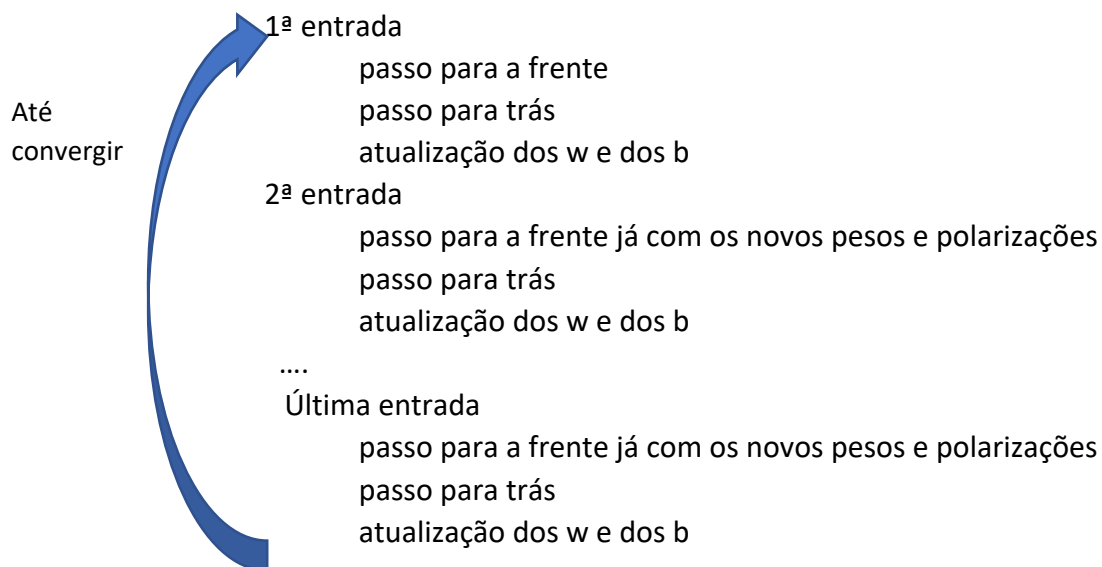 1ª entrada
passo para a frente
passo para trás
atualização dos w e dos b
Até
convergir
2ª entrada
passo para a frente já com os novos pesos e polarizações
passo para trás
atualização dos w e dos b
....
Última entrada
passo para a frente já com os novos pesos e polarizações
passo para trás
atualização dos w e dos b